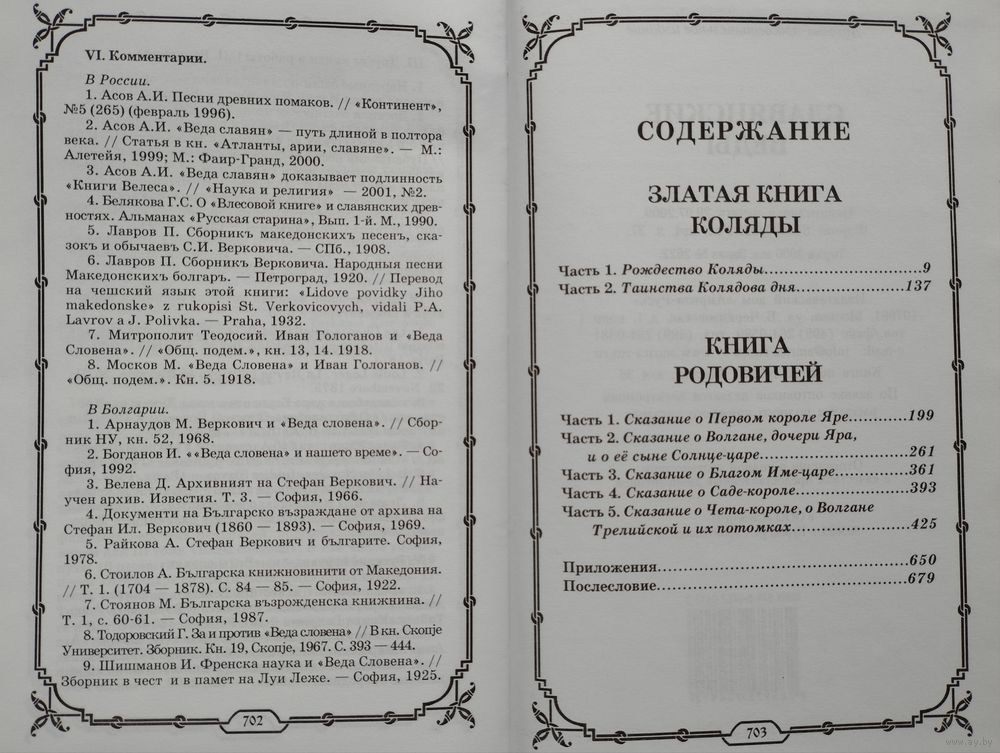 VI. Комментарии.
В России.
1. Асов А.И. Песни древних помаков. // «Континент»,
№5 (265) (февраль 1996).
2. Асов А.И. «Веда славян» — путь длиной в полтора
века. // Статья в кн. «Атланты, арии, славяне». — М.:
Алетейя, 1999; М.: Фаир-Гранд, 2000.
3. Асов А.И. «Веда славян» доказывает подлинность
«Книги Велеса». // «Наука и религия» — 2001, №2.
4. Белякова Г.С. О «Влесовой книге» и славянских древ-
ностях. Альманах «Русская старина», Вып. 1-й. М., 1990.
5. Лавров П. Сборник македонскихъ песенъ, ска-
зокъ и обычаевъ С.И. Верковича. — СПб., 1908.
6. Лавров П. Сборник Верковича. Народныя песни
Македонскихъ болгаръ. — Петроград, 1920. // Перевод
на чешский язык этой книги: «Lidove povidky Jiho
makedonske» z rukopisi St. Verkovicovych, vidali P.A.
Lavrov a J. Polivka. — Praha, 1932.
7. Митрополит Теодосий. Иван Гологанов и «Веда
Словена». // «Общ. подем.», кн. 13, 14. 1918.
8. Москов М. «Веда Словена» и Иван Гологанов. //
«Общ. подем.». Кн. 5. 1918.
В Болгарии.
1. Арнаудов М. Веркович и «Веда словена». // Сбор-
ник НУ, кн. 52, 1968.
2. Богданов И. ««Веда словена» и нашето време». — Со-
фия, 1992.
3. Велева Д. Архивният на Стефан Веркович. // На-
учен архив. Известия. Т. 3. — София, 1966.
4. Документи на Българско възраждане от архива на
Стефан Ил. Веркович (1860 — 1893). — София, 1969.
5. Райкова А. Стефан Веркович и българите. София,
1978.
6. Стоилов А. Българска книжновинити от Македония.
// Т. 1. (1704 — 1878). С. 84 — 85. — София, 1922.
7. Стоянов М. Българска възрожденска книжнина. //
Т. 1, с. 60-61. — София, 1987.
8. Тодоровский Г. За и против «Веда словена» // В кн. Скопје
Университет. Зборник. Кн. 19, Скопје, 1967. С. 393 — 444.
9. Шишманов И. Френска наука и «Веда Словена». //
Зборник в чест и в памет на Луи Леже. — София, 1925.
702
СОДЕРЖАНИЕ
ЗЛАТАЯ КНИГА
КОЛЯДЫ
Часть 1. Рождество Коляды.....................9
Часть 2. Таинства Колядова дня.................137
КНИГА
РОДОВИЧЕЙ
Часть 1. Сказание о Первом короле Яре...........199
Часть 2. Сказание о Волгане, дочери Яра,
и о её сыне Солнце-царе...................261
Часть 3. Сказание о Благом Име-царе............361
Часть 4. Сказание о Саде-короле................393
Часть 5. Сказание о Чета-короле, о Волгане
Трелийской и их потомках..................425
Приложения....................................650
Послесловие...................................679
703
www.ay.by